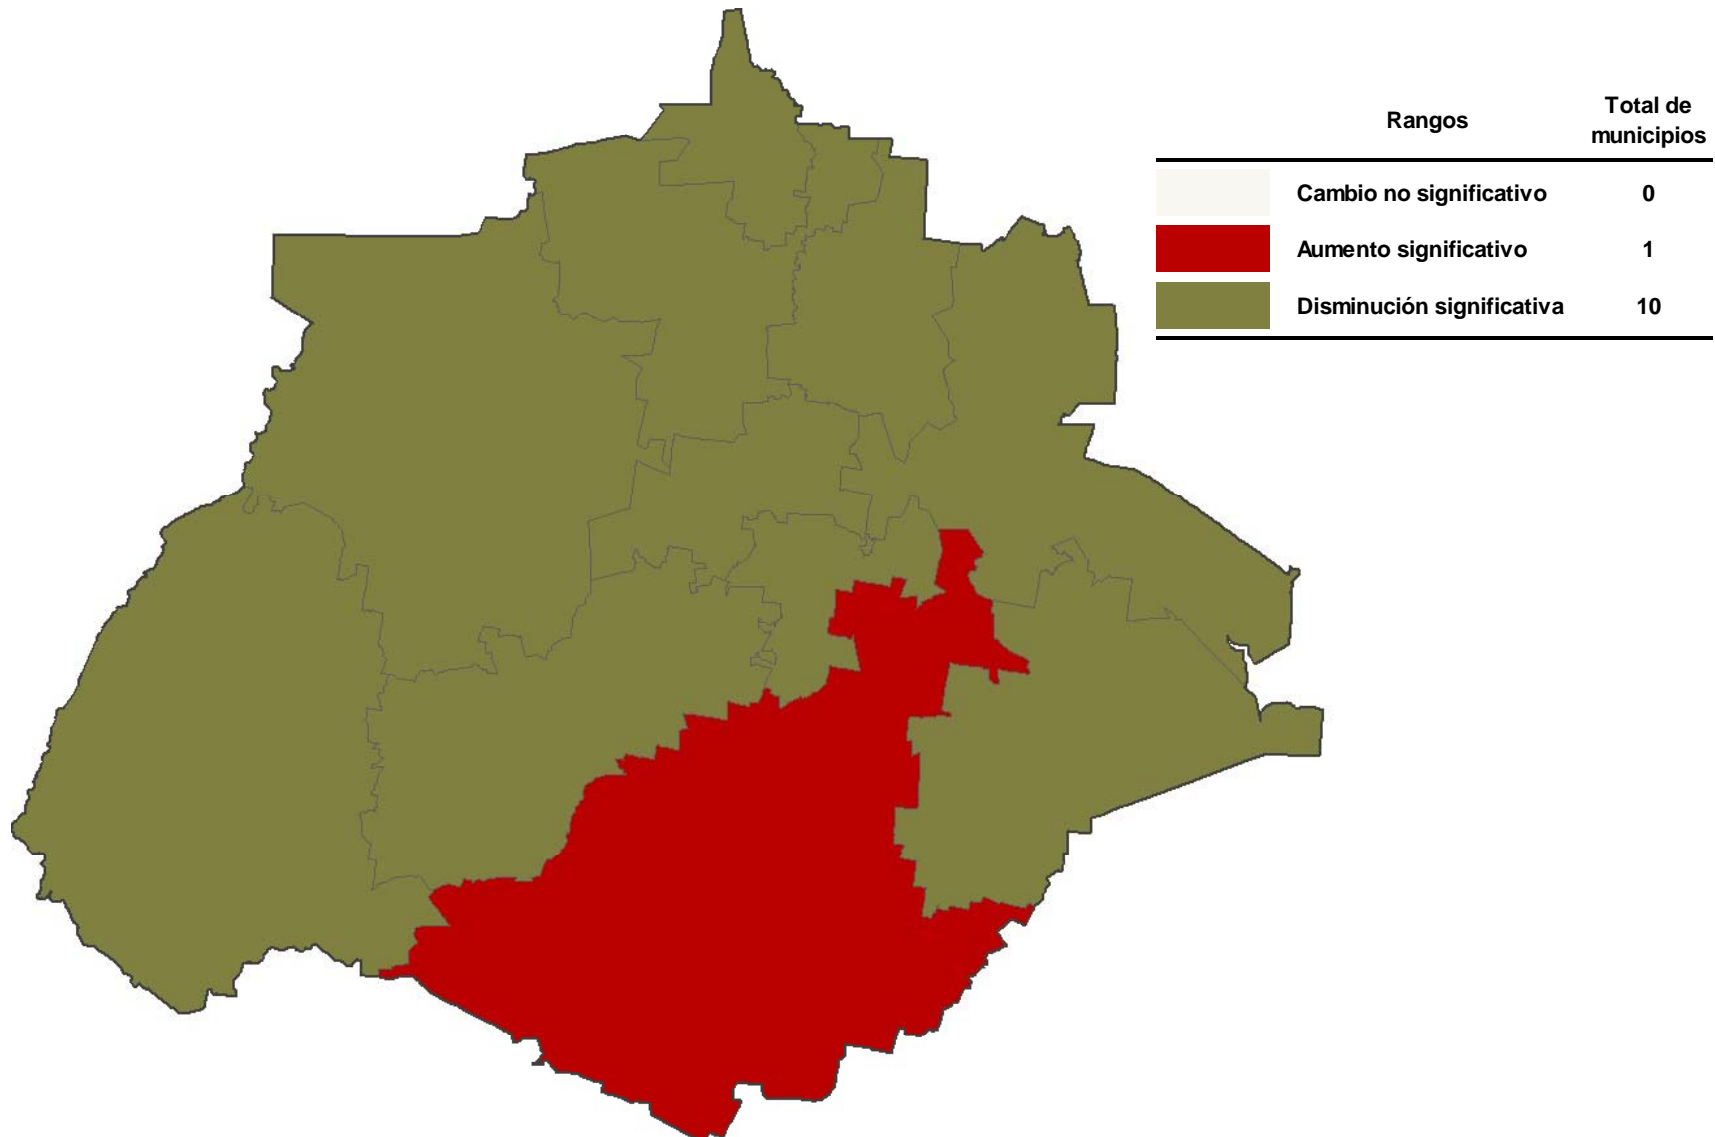 Rangos
Total de
municipios
Cambio no significativo 0
Aumento significativo 1
Disminución significativa 10